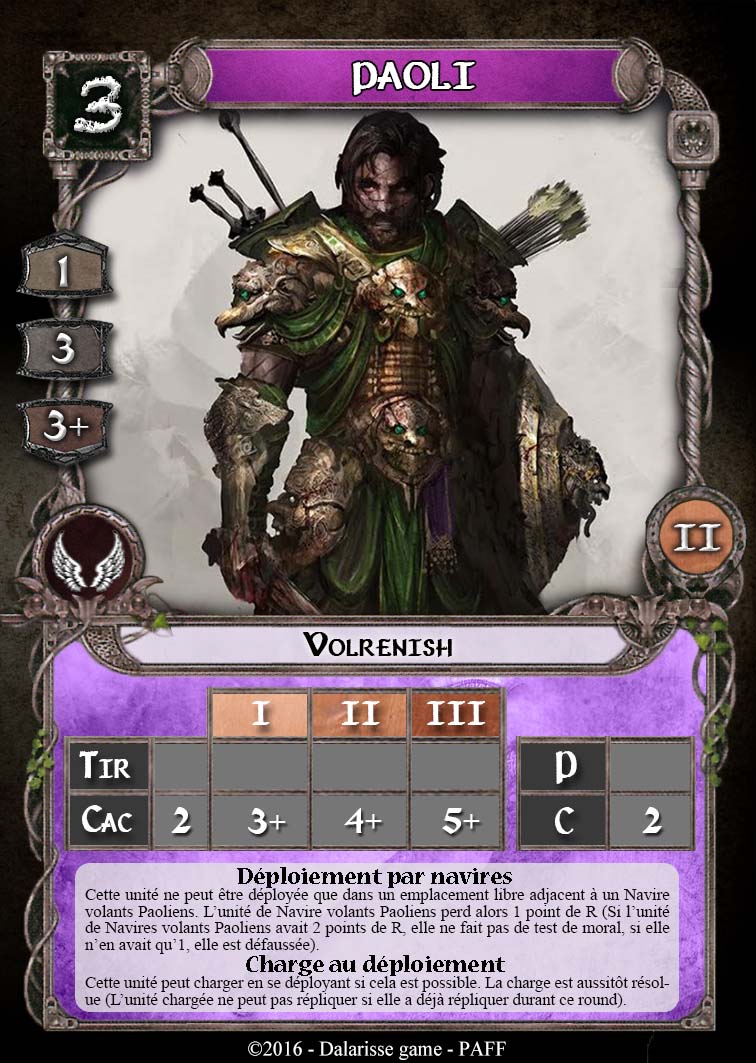 PAOLI
3
1
3
3+
II
Volrenish
I II III
Tir
P
Cac 2 3+ 4+ 5+
C 2
Déploiement par navires
Cette unité ne peut être déployée que dans un emplacement libre adjacent à un Navire
volants Paoliens. L'unité de Navire volants Paoliens perd alors 1 point de R (Si l'unité
de Navires volants Paoliens avait 2 points de R, elle ne fait pas de test de moral, si elle
n'en avait qu'1, elle est défaussée).
Charge au déploiement
Cette unité peut charger en se déployant si cela est possible. La charge est aussitôt résol-
ue (L'unité chargée ne peut pas répliquer si elle a déjà répliquer durant ce round).
©2016 - Dalarisse game - PAFF